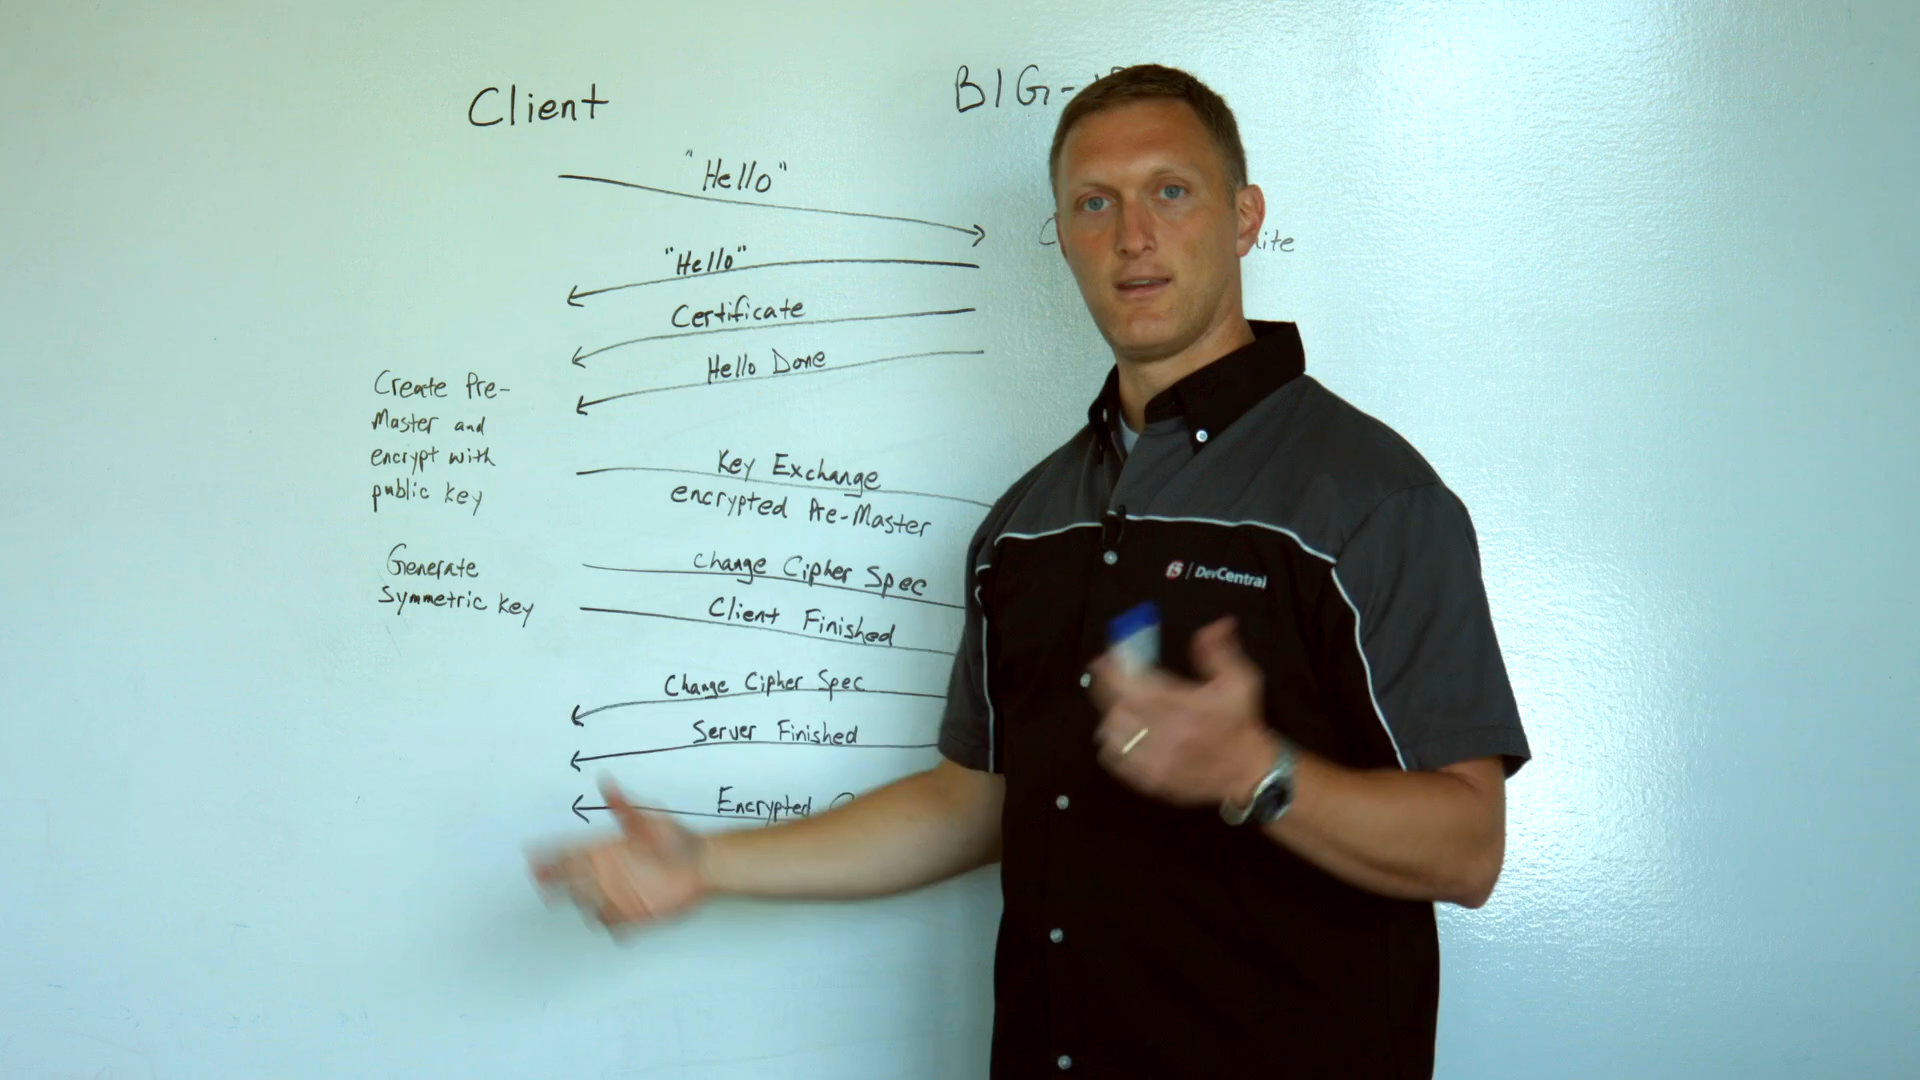 Client
BIG-
"Hello"
"Hello"
Certificate
Hello Done
Create Pre-
Master and
encrypt with
public key
Key Exchange
encrypted Pre-Master
Generate
symmetric key
Change Cipher Spec
Client Finished
Change Cipher Spec
Server Finished
Encrypted
f5 | DevCentral